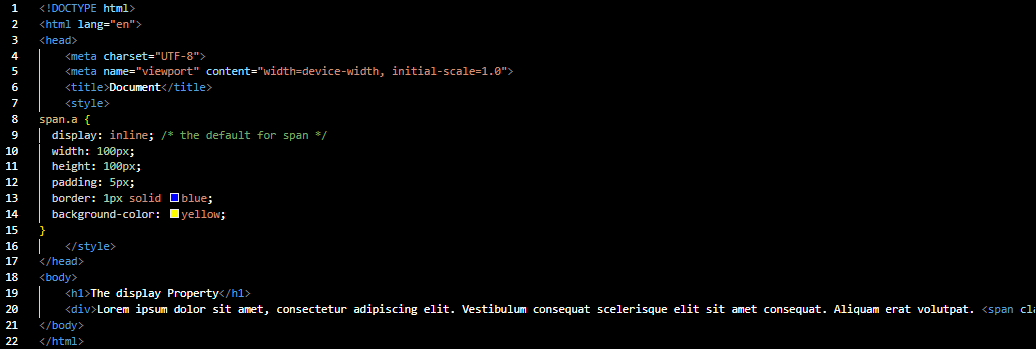 1 <!DOCTYPE html>
2 <html lang="en">
3 <head>
4 <meta charset="UTF-8">
5 <meta name="viewport" content="width=device-width, initial-scale=1.0">
6 <title>Document</title>
7 <style>
8 span.a {
9 display: inline; /* the default for span */
10 width: 100px;
11 height: 100px;
12 padding: 5px;
13 border: 1px solid blue;
14 background-color: yellow;
15 }
16 </style>
17 </head>
18 <body>
19 <h1>The display Property</h1>
20 <div>Lorem ipsum dolor sit amet, consectetur adipiscing elit. Vestibulum consequat scelerisque elit sit amet consequat. Aliquam erat volutpat. <span cla
21 </body>
22 </html>